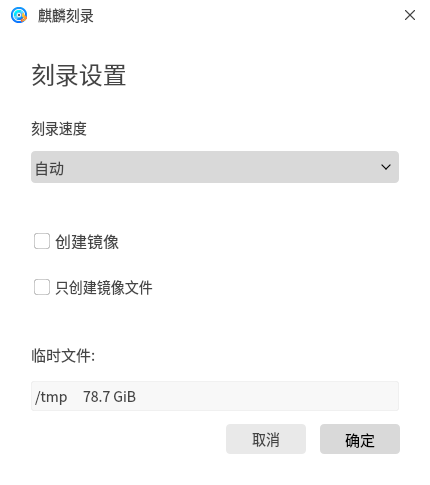 麒麟刻录
刻录设置
刻录速度
自动
创建镜像
只创建镜像文件
临时文件:
/tmp 78.7 GiB
取消 确定